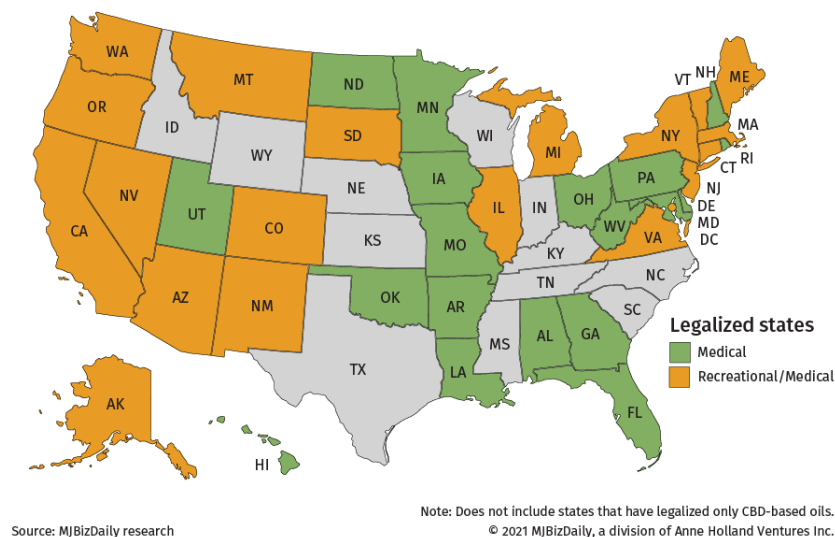 WA
MT
ND
MN
VT
NH
ME
OR
ID
SD
WI
NY
MA
WY
MI
RI
CT
NV
NE
IA
PA
NJ
UT
IL
IN
OH
DE
CA
CO
KS
MO
WV
MD
VA
DC
KY
AZ
NM
OK
TN
NC
AR
SC
MS
AL
GA
TX
LA
AK
FL
HI
Legalized states
Medical
Recreational/Medical
Note: Does not include states that have legalized only CBD-based oils.
Source: MJBizDaily research
© 2021 MJBizDaily, a division of Anne Holland Ventures Inc.